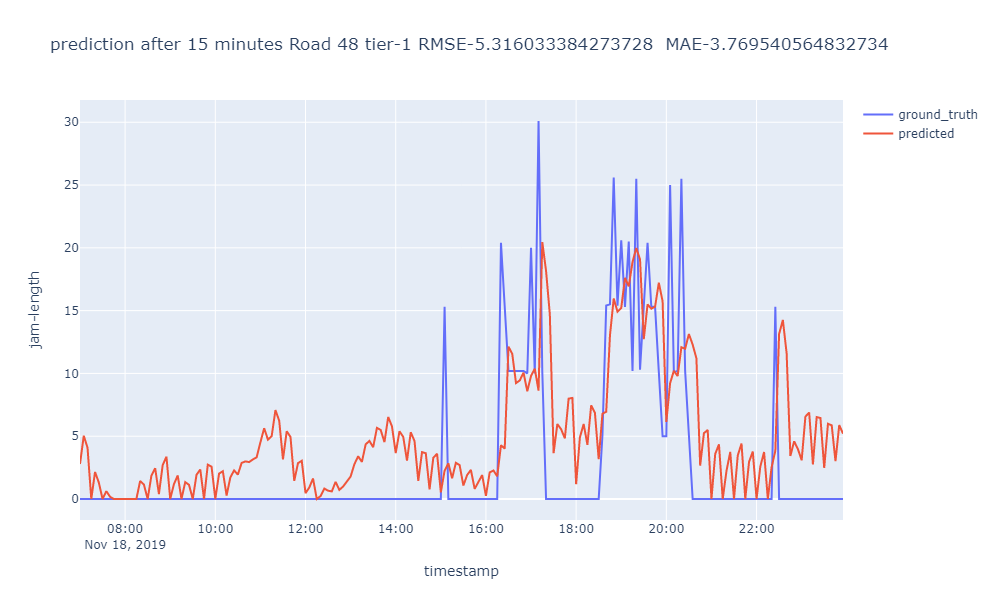 prediction after 15 minutes Road 48 tier-1 RMSE-5.316033384273728  MAE-3.769540564832734
ground_truth
predicted
30
25
20
15
10
5
0
jam-length
08:00 10:00 12:00 14:00 16:00 18:00 20:00 22:00
Nov 18, 2019
timestamp